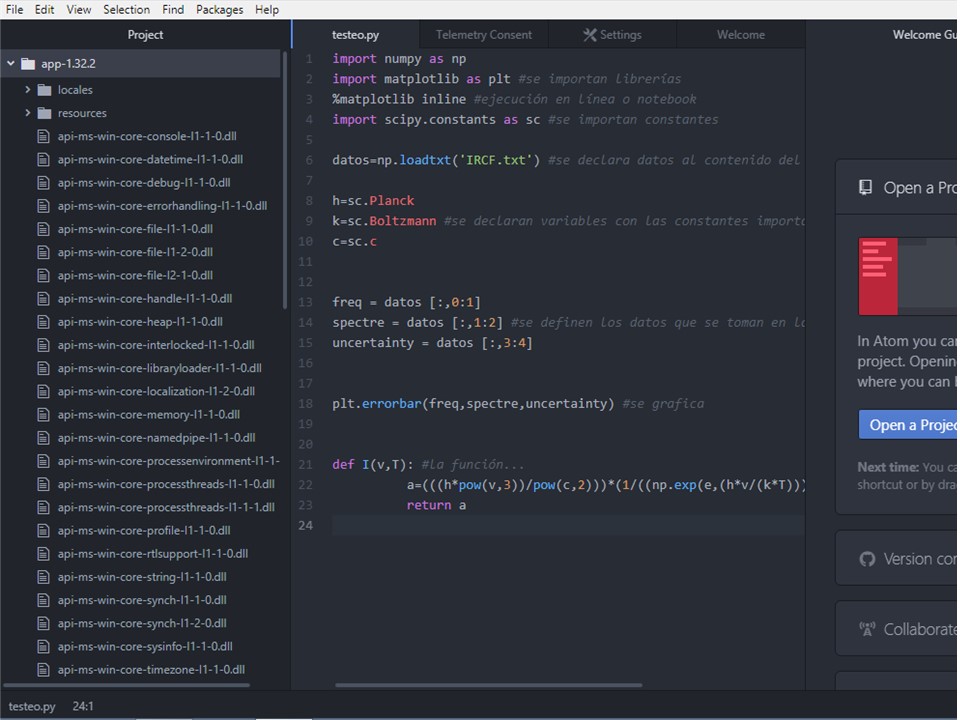 File Edit View Selection Find Packages Help
Project
testeo.py
Telemetry Consent
Settings
Welcome
Welcome Gu
app-1.32.2
locales
resources
api-ms-win-core-console-l1-1-0.dll
api-ms-win-core-datetime-l1-1-0.dll
api-ms-win-core-debug-l1-1-0.dll
api-ms-win-core-errorhandling-l1-1-0.dll
api-ms-win-core-file-l1-1-0.dll
api-ms-win-core-file-l1-2-0.dll
api-ms-win-core-file-l2-1-0.dll
api-ms-win-core-handle-l1-1-0.dll
api-ms-win-core-heap-l1-1-0.dll
api-ms-win-core-interlocked-l1-1-0.dll
api-ms-win-core-libraryloader-l1-1-0.dll
api-ms-win-core-localization-l1-2-0.dll
api-ms-win-core-memory-l1-1-0.dll
api-ms-win-core-namedpipe-l1-1-0.dll
api-ms-win-core-processenvironment-l1-1-
api-ms-win-core-processthreads-l1-1-0.dll
api-ms-win-core-processthreads-l1-1-1.dll
api-ms-win-core-profile-l1-1-0.dll
api-ms-win-core-rtlsupport-l1-1-0.dll
api-ms-win-core-string-l1-1-0.dll
api-ms-win-core-synch-l1-1-0.dll
api-ms-win-core-synch-l1-2-0.dll
api-ms-win-core-sysinfo-l1-1-0.dll
api-ms-win-core-timezone-l1-1-0.dll
1 import numpy as np
2 import matplotlib as plt #se importan librerías
3 %matplotlib inline #ejecución en línea o notebook
4 import scipy.constants as sc #se importan constantes
5
6 datos=np.loadtxt('IRCF.txt') #se declara datos al contenido del
7
8 h=sc.Planck
9 k=sc.Boltzmann #se declaran variables con las constantes importa
10 c=sc.c
11
12
13 freq = datos [:,0:1]
14 spectre = datos [:,1:2] #se definen los datos que se toman en la
15 uncertainty = datos [:,3:4]
16
17
18 plt.errorbar(freq,spectre,uncertainty) #se grafica
19
20
21 def I(v,T): #la función...
22 a=(((h*pow(v,3))/pow(c,2)))*(1/((np.exp(e,(h*v/(k*T)))
23 return a
24
Open a Pro
In Atom you can
project. Opening
where you can b
Open a Projec
Next time: You ca
shortcut or by drag
Version con
Collaborate
testeo.py 24:1